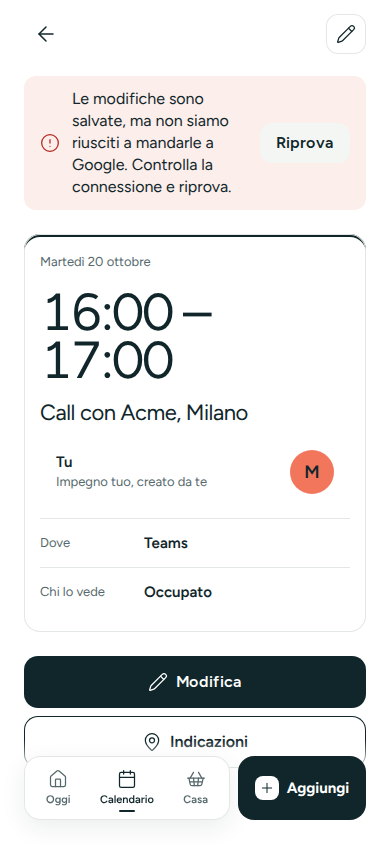 Le modifiche sono
salvate, ma non siamo
riusciti a mandarle a
Google. Controlla la
connessione e riprova.
Riprova
Martedì 20 ottobre
16:00 –
17:00
Call con Acme, Milano
Tu
Impegno tuo, creato da te
M
Dove
Teams
Chi lo vede
Occupato
Modifica
Indicazioni
Oggi
Calendario
Casa
Aggiungi